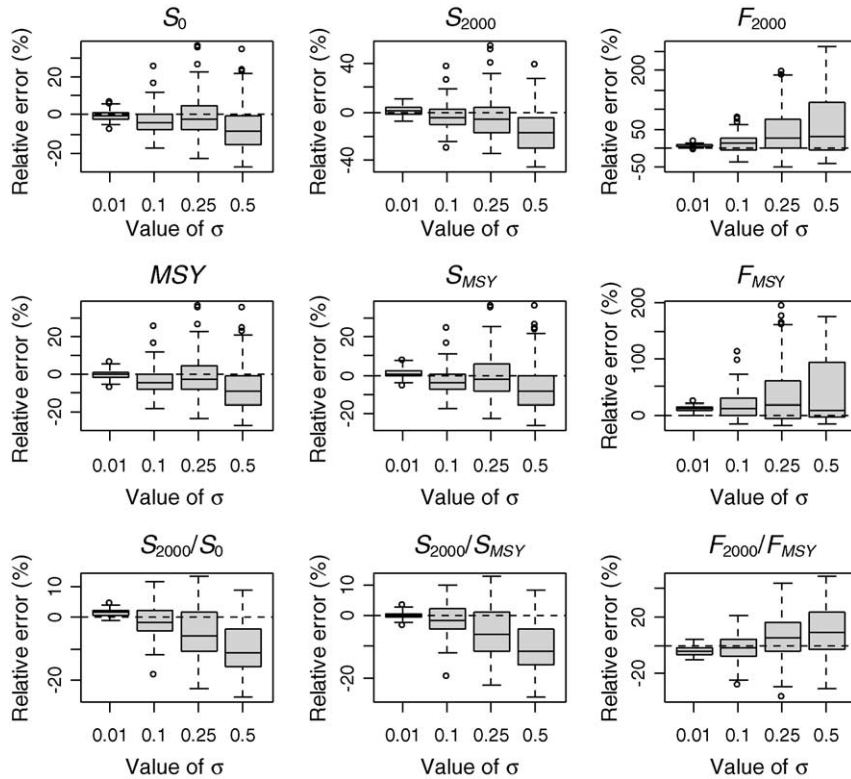 S₀
Relative error (%)
20
0
-20
0.01 0.1 0.25 0.5
Value of σ
S₂₀₀₀
Relative error (%)
40
0
-40
0.01 0.1 0.25 0.5
Value of σ
F₂₀₀₀
Relative error (%)
200
50
-50
0.01 0.1 0.25 0.5
Value of σ
MSY
Relative error (%)
20
0
-20
0.01 0.1 0.25 0.5
Value of σ
S_MSY
Relative error (%)
20
0
-20
0.01 0.1 0.25 0.5
Value of σ
F_MSY
Relative error (%)
200
100
0
0.01 0.1 0.25 0.5
Value of σ
S₂₀₀₀/S₀
Relative error (%)
10
0
-20
0.01 0.1 0.25 0.5
Value of σ
S₂₀₀₀/S_MSY
Relative error (%)
10
0
-20
0.01 0.1 0.25 0.5
Value of σ
F₂₀₀₀/F_MSY
Relative error (%)
20
-20
0.01 0.1 0.25 0.5
Value of σ